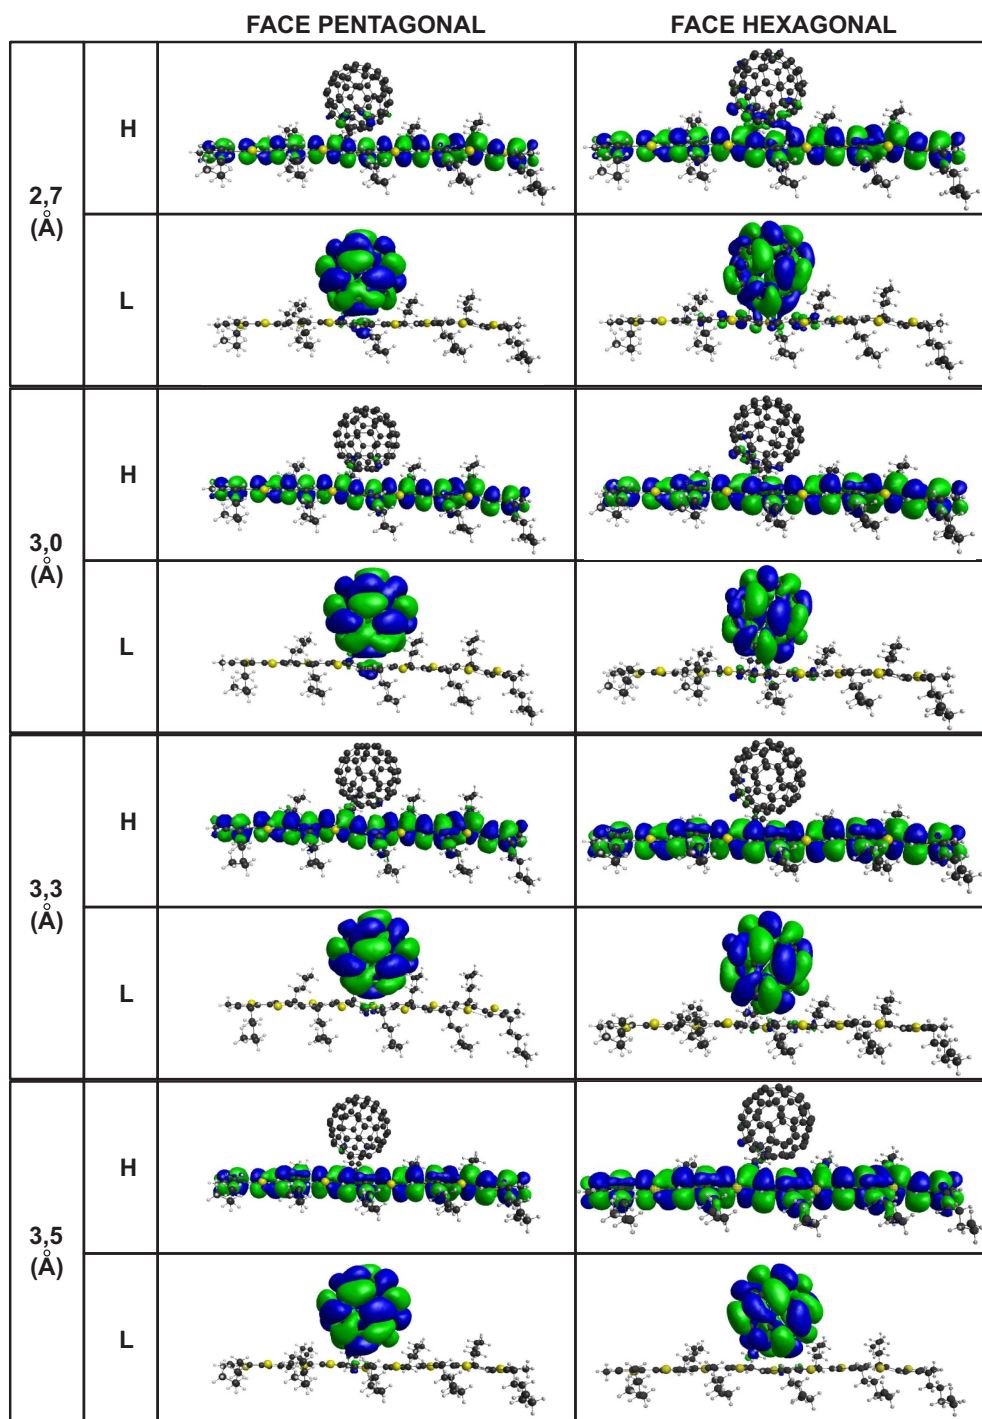 FACE PENTAGONAL FACE HEXAGONAL
H
2,7
(Å)
L
H
3,0
(Å)
L
H
3,3
(Å)
L
H
3,5
(Å)
L